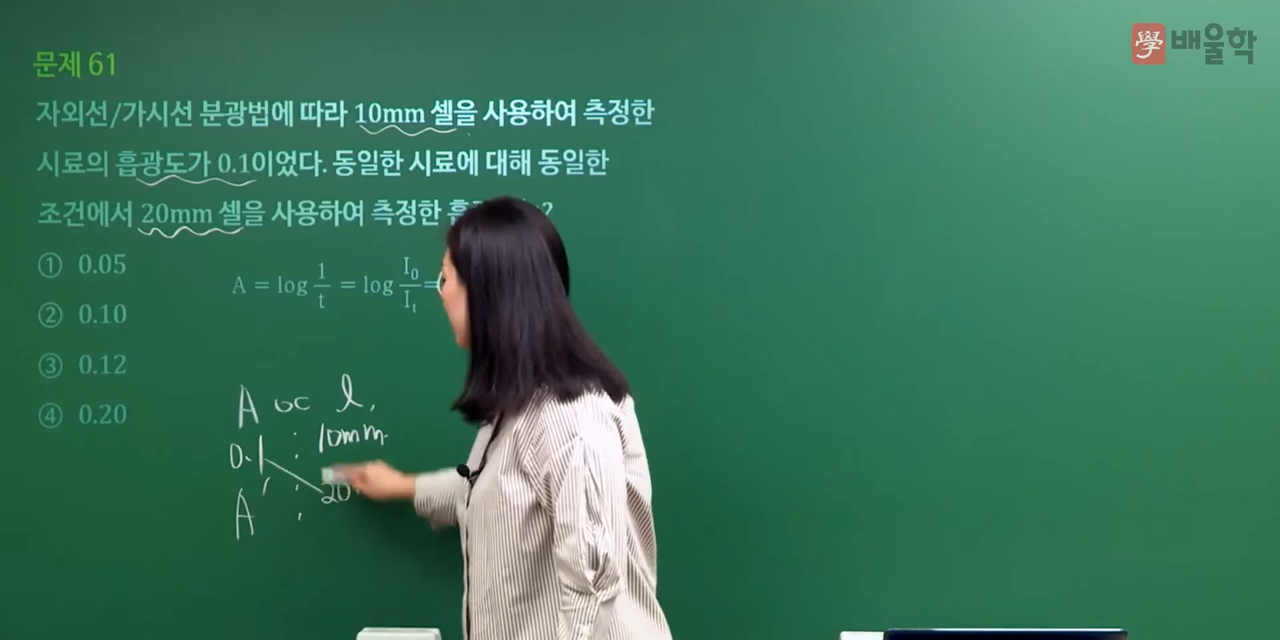 學 배울학
문제 61
자외선/가시선 분광법에 따라 10mm 셀을 사용하여 측정한
시료의 흡광도가 0.1이었다. 동일한 시료에 대해 동일한
조건에서 20mm 셀을 사용하여 측정한 ?
① 0.05
② 0.10
③ 0.12
④ 0.20
A = log 1/t = log I₀/Iₜ =
A ∝ l,
0.1 : 10mm
A' : 20